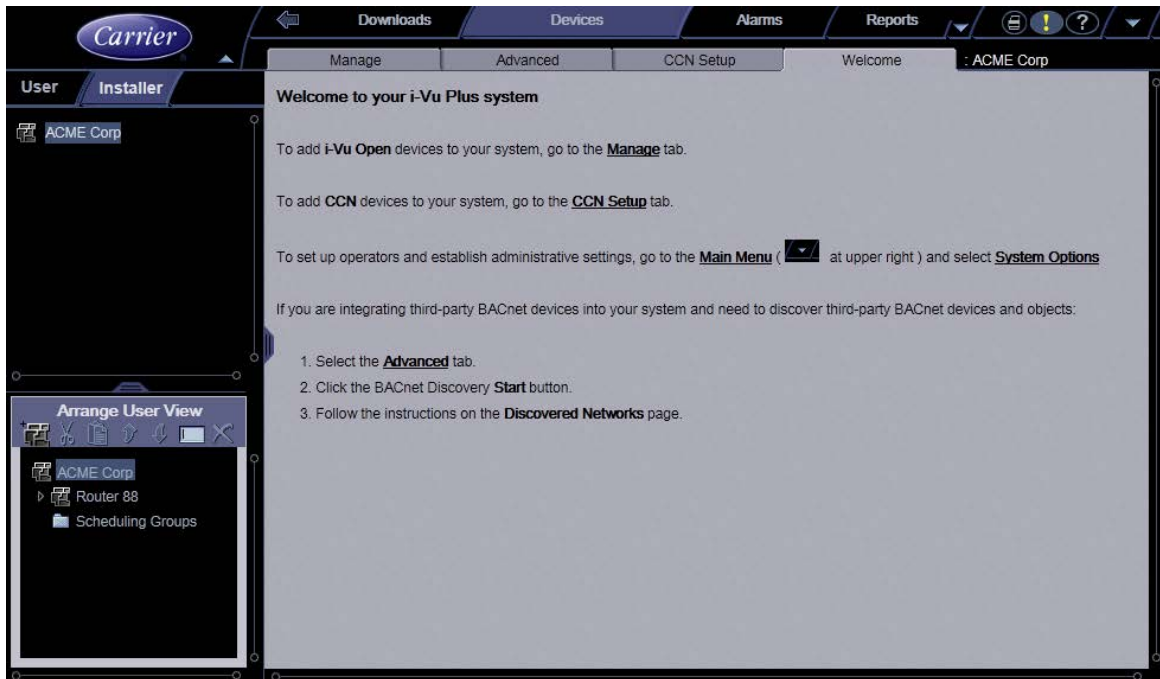 Carrier
Downloads Devices Alarms Reports ! ?
Manage Advanced CCN Setup Welcome : ACME Corp
User Installer
ACME Corp
Welcome to your i-Vu Plus system
To add i-Vu Open devices to your system, go to the Manage tab.
To add CCN devices to your system, go to the CCN Setup tab.
To set up operators and establish administrative settings, go to the Main Menu ( at upper right ) and select System Options
If you are integrating third-party BACnet devices into your system and need to discover third-party BACnet devices and objects:
1. Select the Advanced tab.
2. Click the BACnet Discovery Start button.
3. Follow the instructions on the Discovered Networks page.
Arrange User View
ACME Corp
Router 88
Scheduling Groups